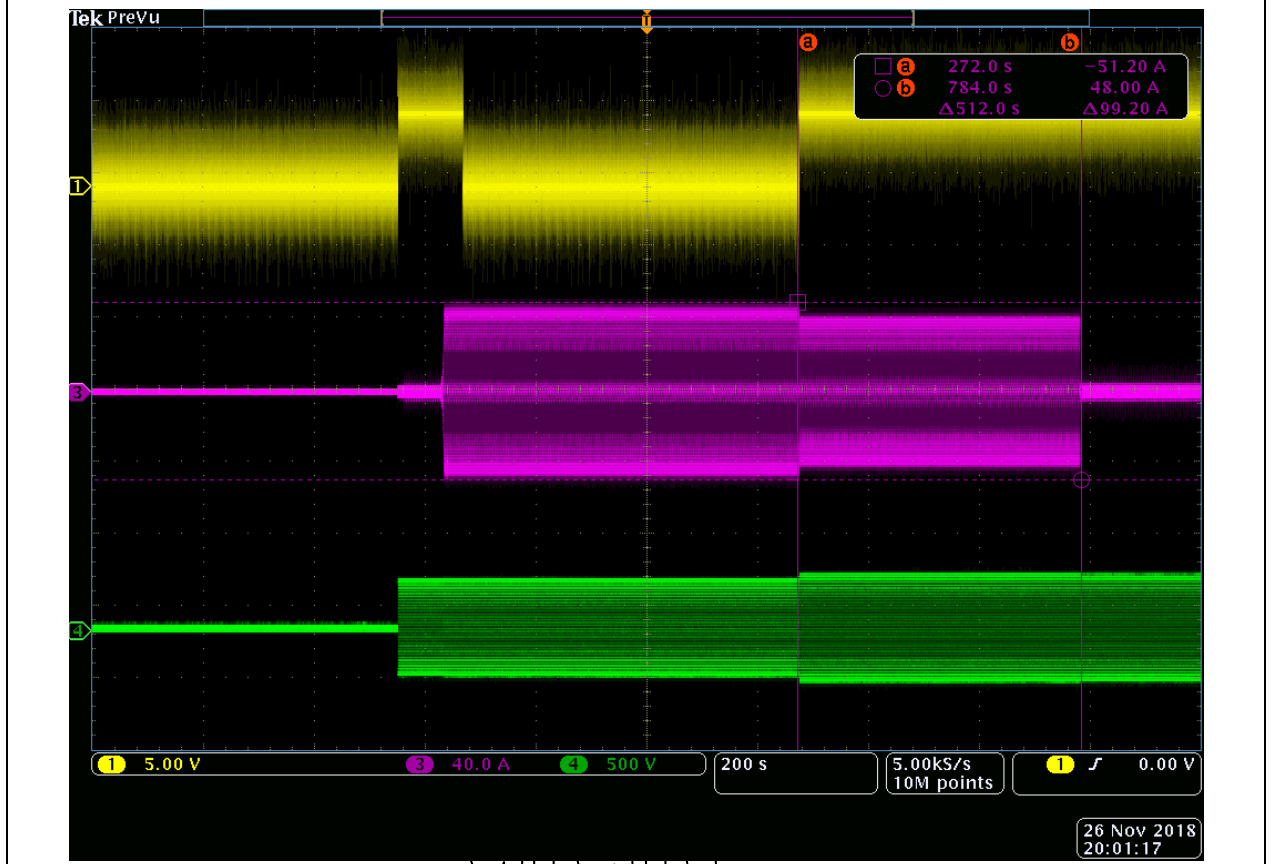 Tek PreVu
T
a b
a 272.0 s −51.20 A
b 784.0 s 48.00 A
Δ512.0 s Δ99.20 A
1
3
4
1 5.00 V 3 40.0 A 4 500 V 200 s 5.00kS/s 1 0.00 V
10M points
26 Nov 2018
20:01:17